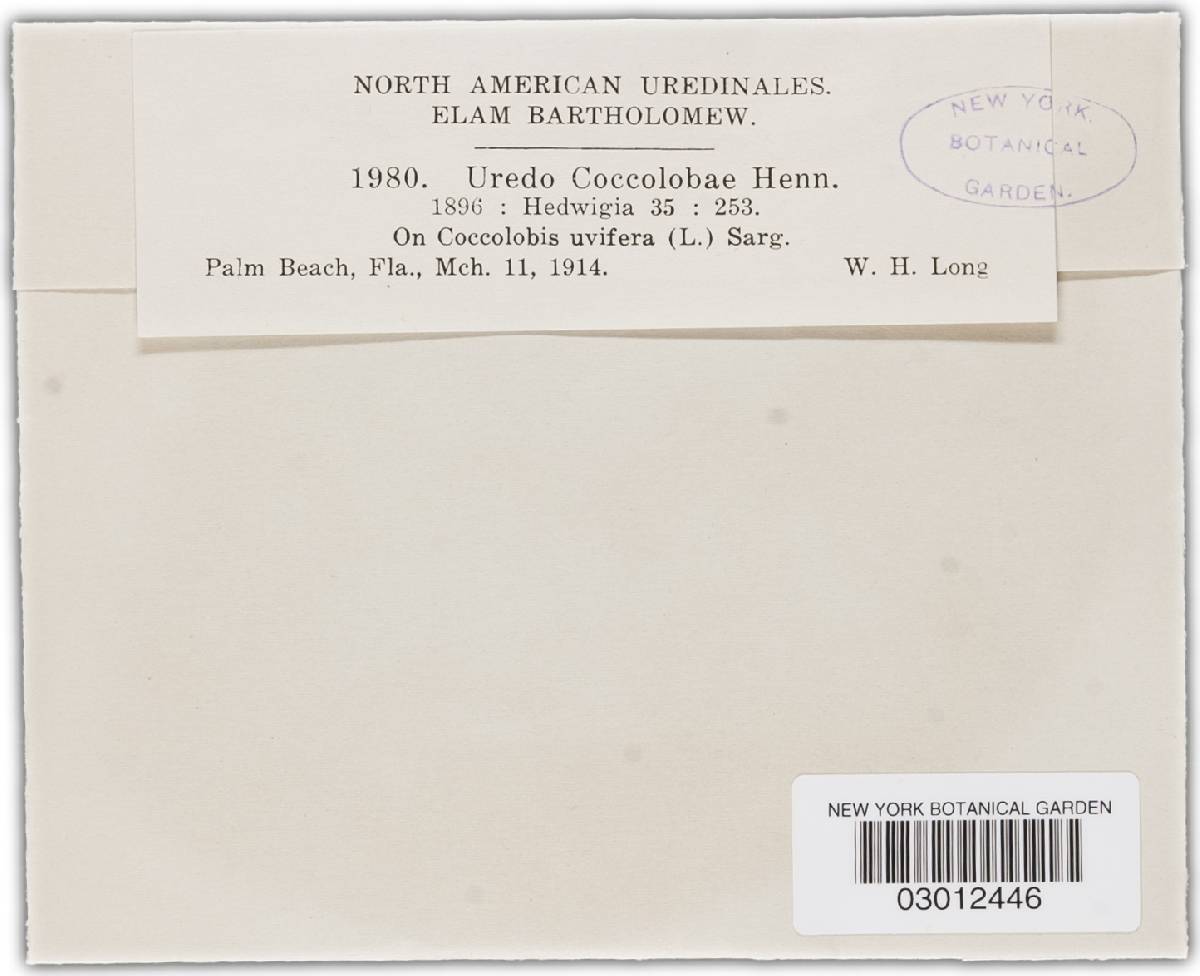 NORTH AMERICAN UREDINALES.
ELAM BARTHOLOMEW.
1980. Uredo Coccolobae Henn.
1896 : Hedwigia 35 : 253.
On Coccolobis uvifera (L.) Sarg.
Palm Beach, Fla., Mch. 11, 1914. W. H. Long
NEW YORK
BOTANICAL
GARDEN.
NEW YORK BOTANICAL GARDEN
03012446